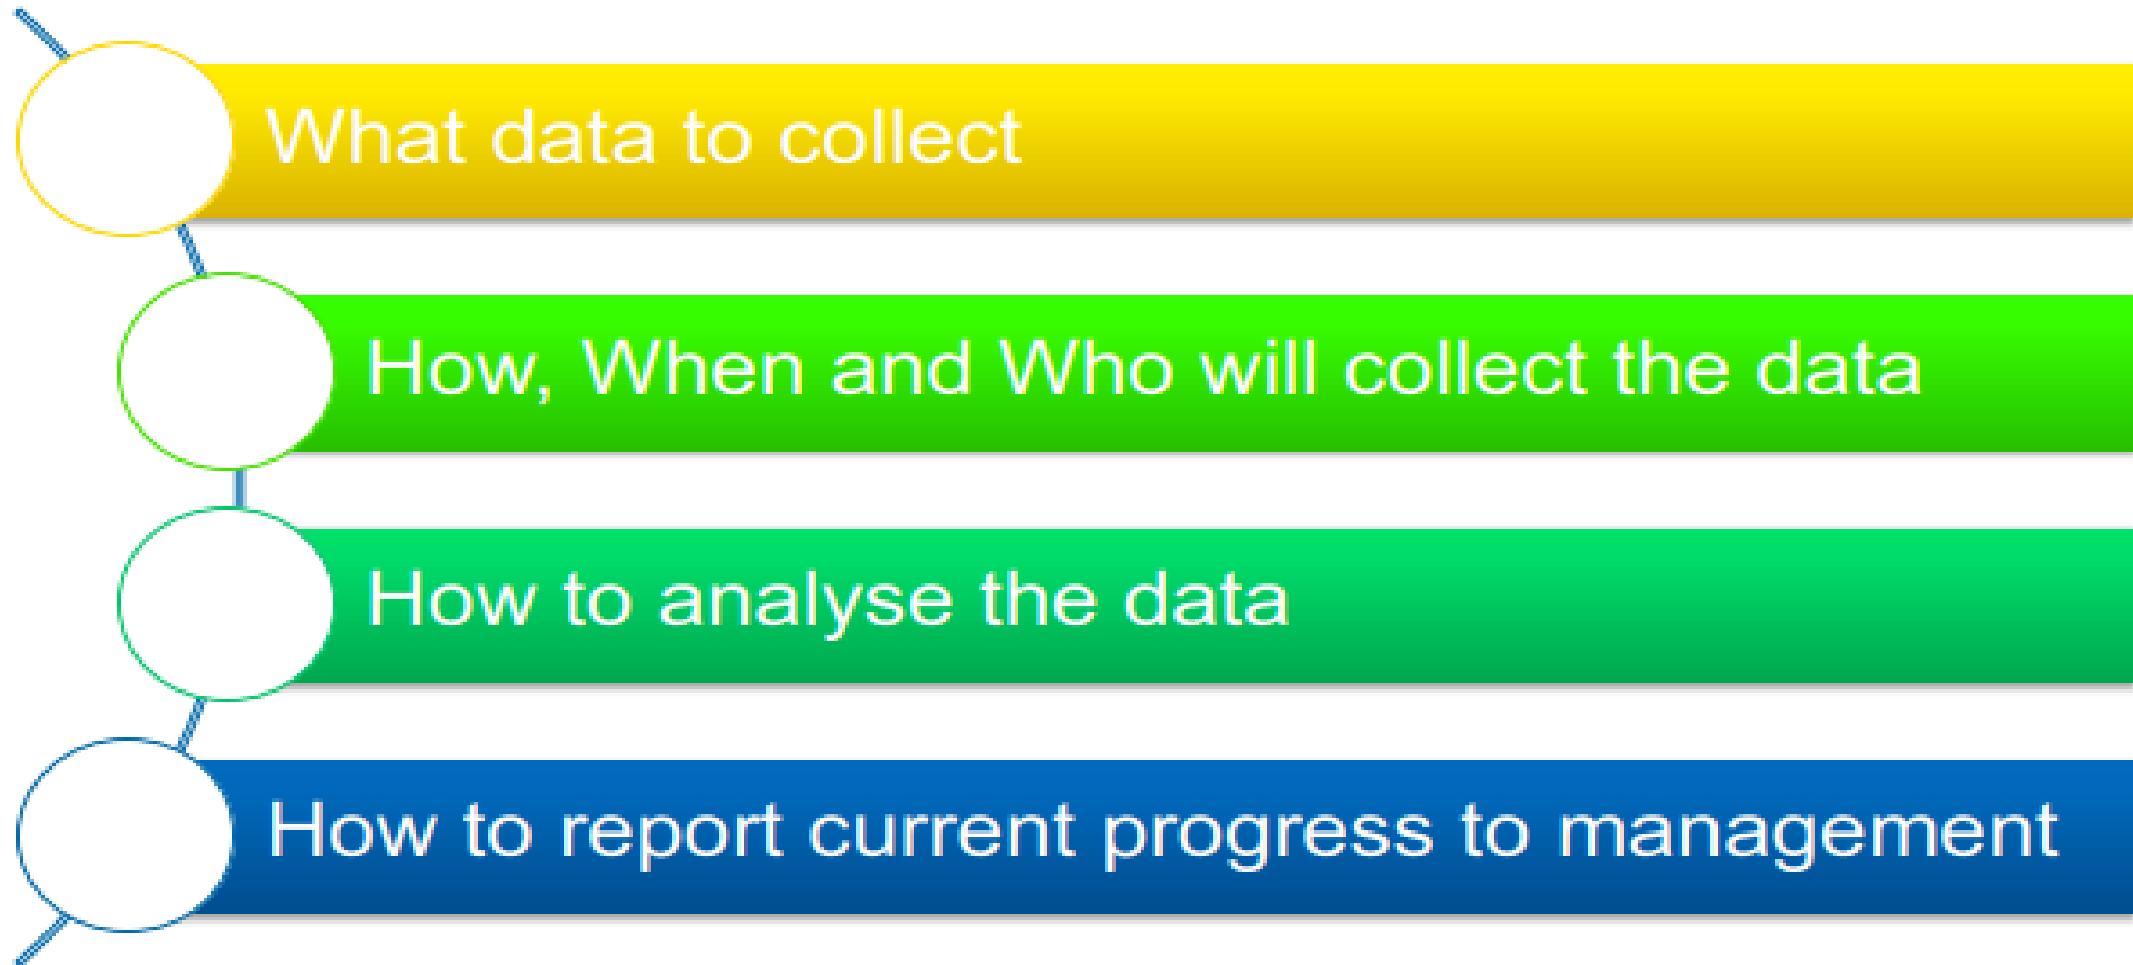 What data to collect
How, When and Who will collect the data
How to analyse the data
How to report current progress to management